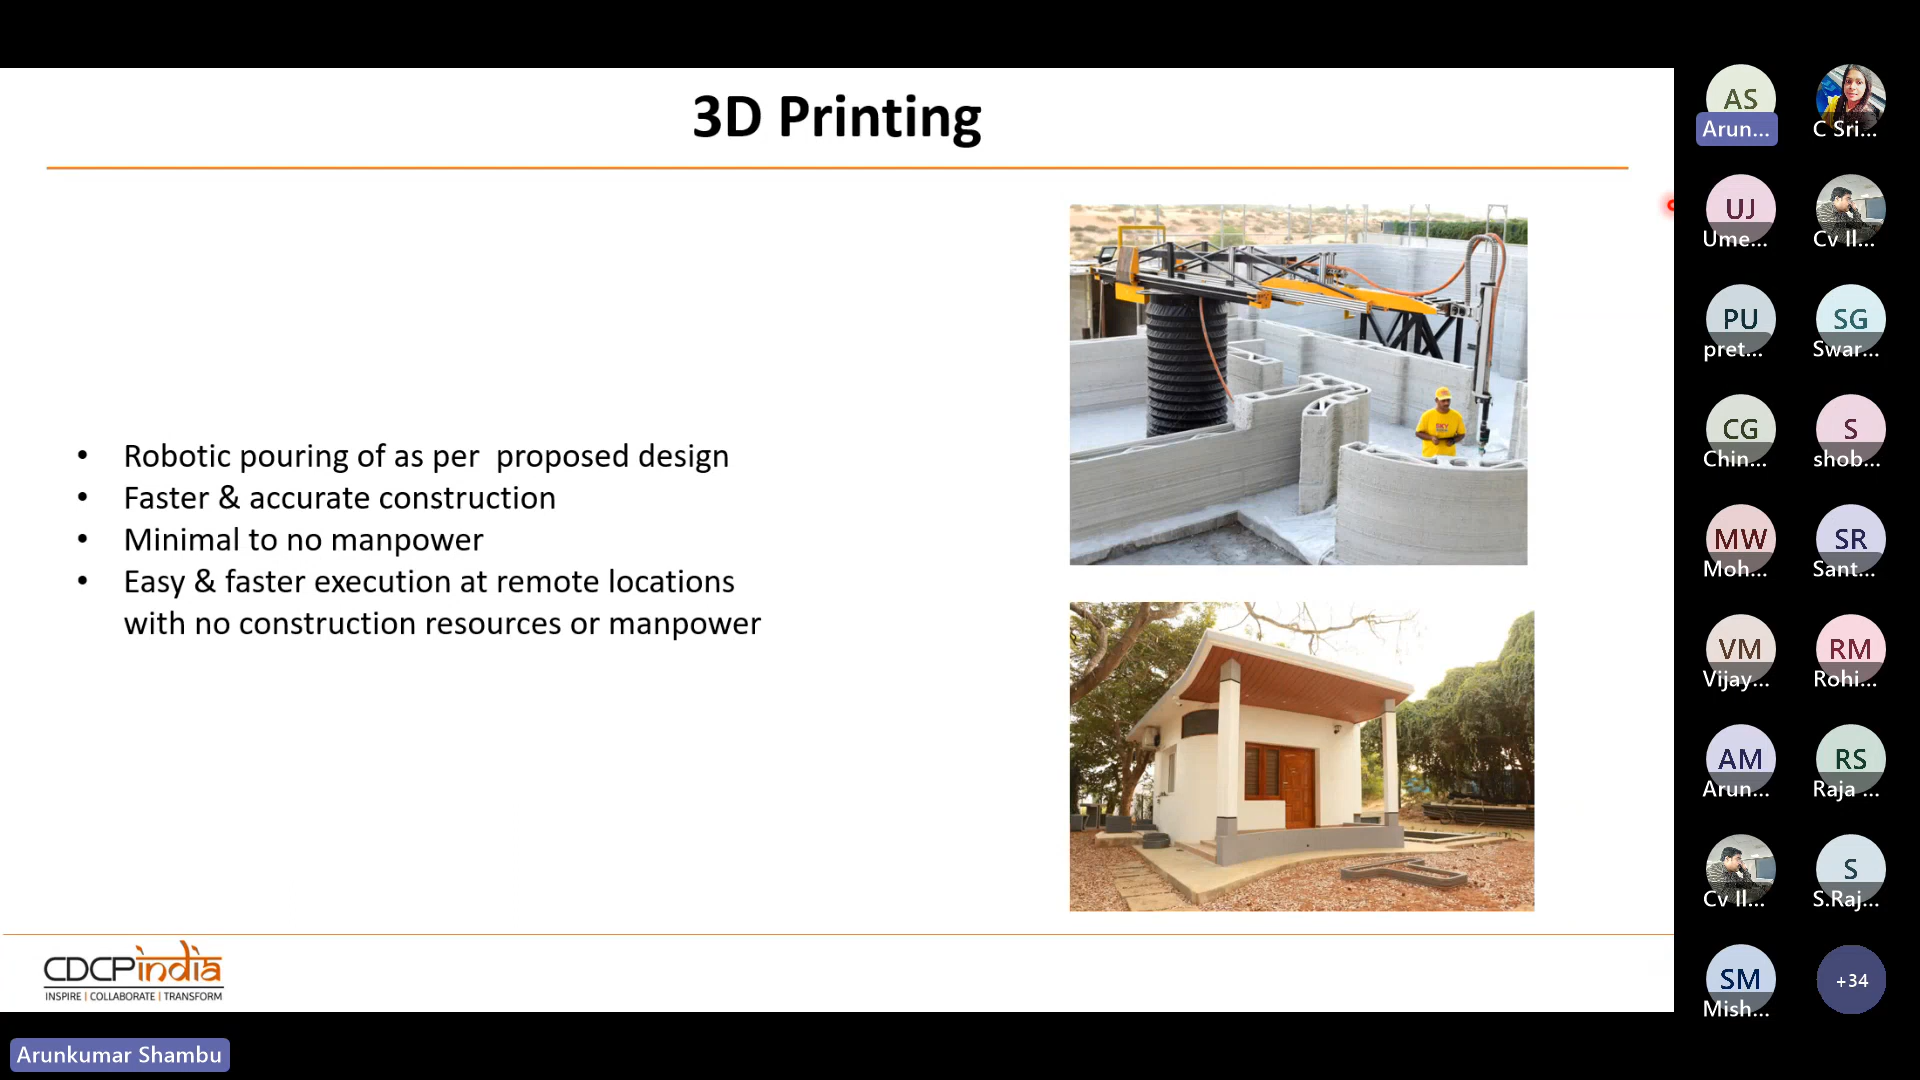 3D Printing
• Robotic pouring of as per  proposed design
• Faster & accurate construction
• Minimal to no manpower
• Easy & faster execution at remote locations
with no construction resources or manpower
SKY
CDCPindia
INSPIRE | COLLABORATE | TRANSFORM
Arunkumar Shambu
AS
Arun...
C Sri...
UJ
Ume...
Cv Il...
PU
pret...
SG
Swar...
CG
Chin...
S
shob...
MW
Moh...
SR
Sant...
VM
Vijay...
RM
Rohi...
AM
Arun...
RS
Raja ...
Cv Il...
S
S.Raj...
SM
Mish...
+34